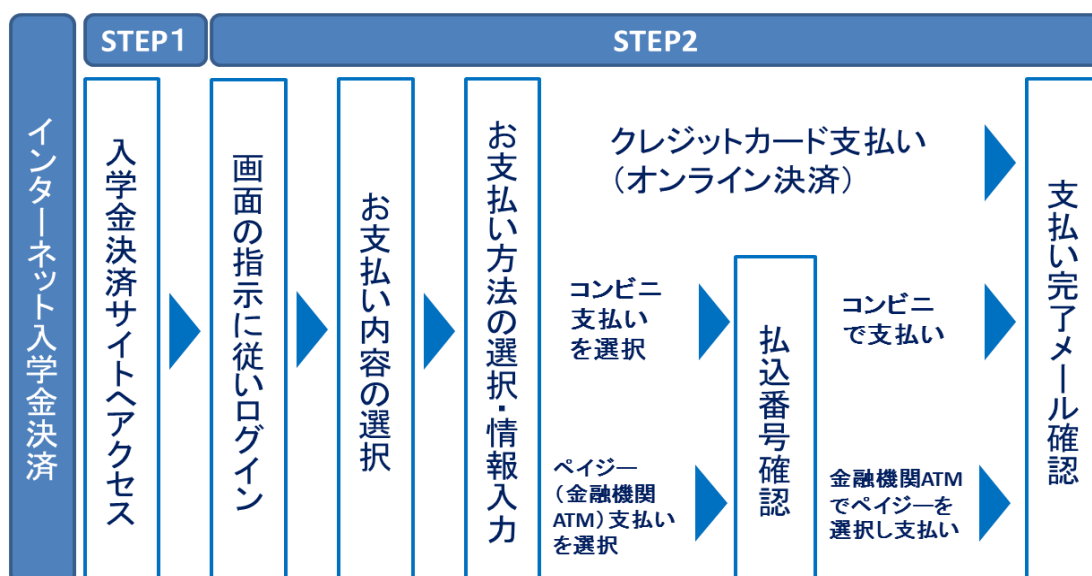 STEP1
STEP2
インターネット入学金決済
入学金決済サイトへアクセス
画面の指示に従いログイン
お支払い内容の選択
お支払い方法の選択・情報入力
クレジットカード支払い
（オンライン決済）
コンビニ
支払い
を選択
ペイジー
（金融機関
ATM）支払い
を選択
払込番号確認
コンビニ
で支払い
金融機関ATM
でペイジーを
選択し支払い
支払い完了メール確認